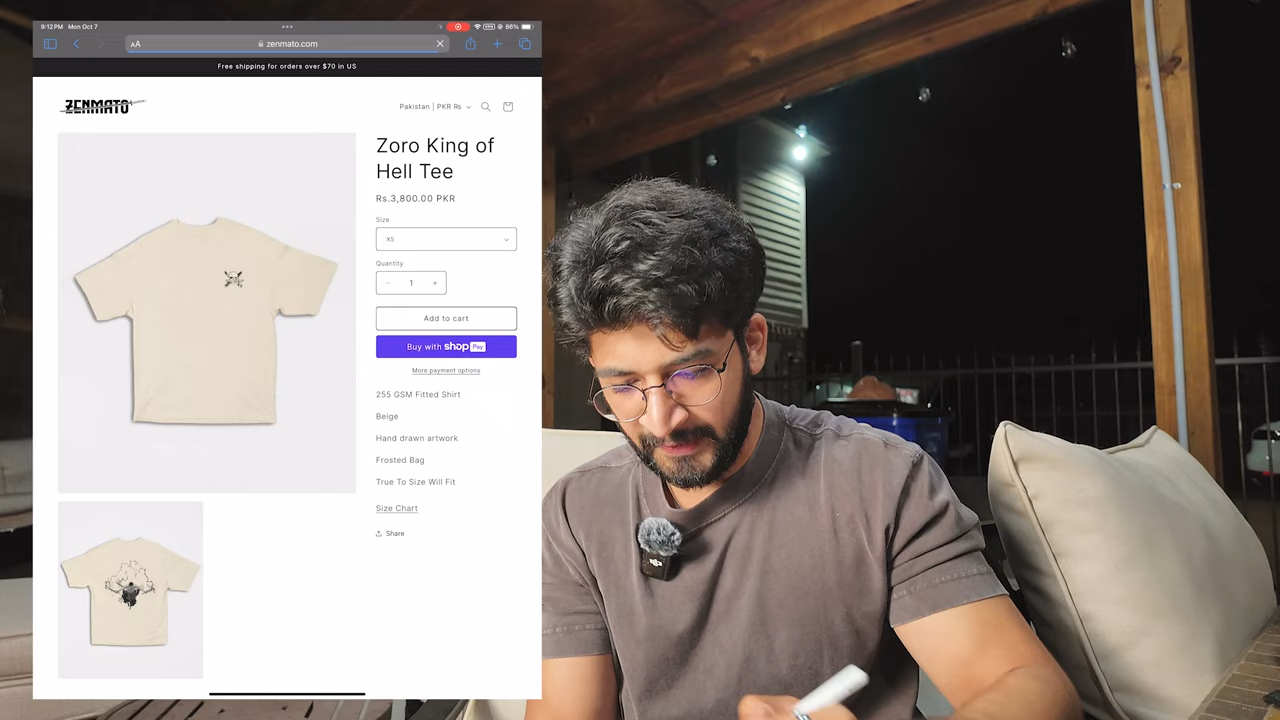 9:12 PM Mon Oct 7
VPN 86%
AA
zenmato.com
Free shipping for orders over $70 in US
ZENMATO
Pakistan | PKR Rs
Zoro King of
Hell Tee
Rs.3,800.00 PKR
Size
XS
Quantity
− 1 +
Add to cart
Buy with shop Pay
More payment options
255 GSM Fitted Shirt
Beige
Hand drawn artwork
Frosted Bag
True To Size Will Fit
Size Chart
Share